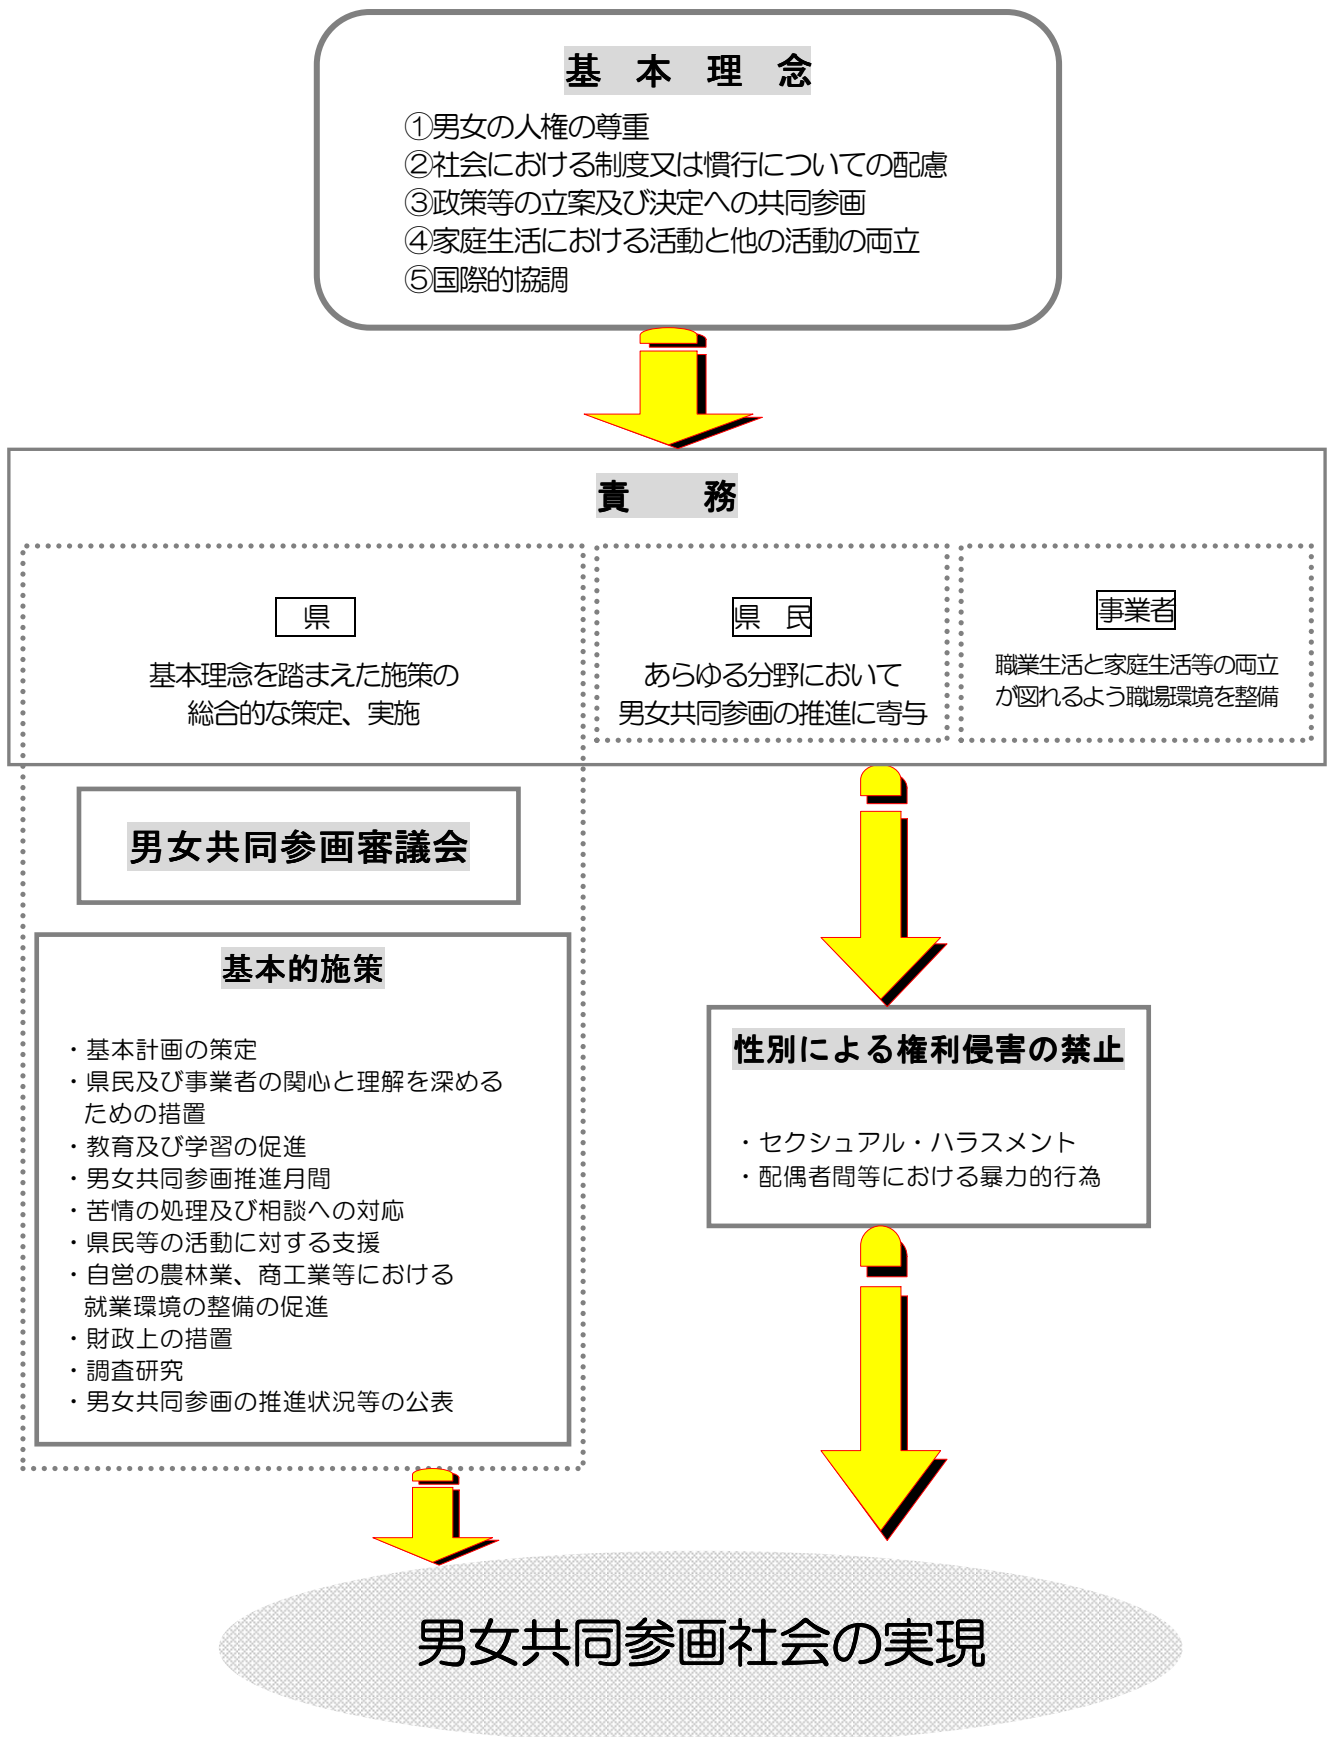 基 本 理 念
①男女の人権の尊重
②社会における制度又は慣行についての配慮
③政策等の立案及び決定への共同参画
④家庭生活における活動と他の活動の両立
⑤国際的協調
責 務
県
基本理念を踏まえた施策の
総合的な策定、実施
県 民
あらゆる分野において
男女共同参画の推進に寄与
事業者
職業生活と家庭生活等の両立
が図れるよう職場環境を整備
男女共同参画審議会
基本的施策
・基本計画の策定
・県民及び事業者の関心と理解を深める
ための措置
・教育及び学習の促進
・男女共同参画推進月間
・苦情の処理及び相談への対応
・県民等の活動に対する支援
・自営の農林業、商工業等における
就業環境の整備の促進
・財政上の措置
・調査研究
・男女共同参画の推進状況等の公表
性別による権利侵害の禁止
・セクシュアル・ハラスメント
・配偶者間等における暴力的行為
男女共同参画社会の実現